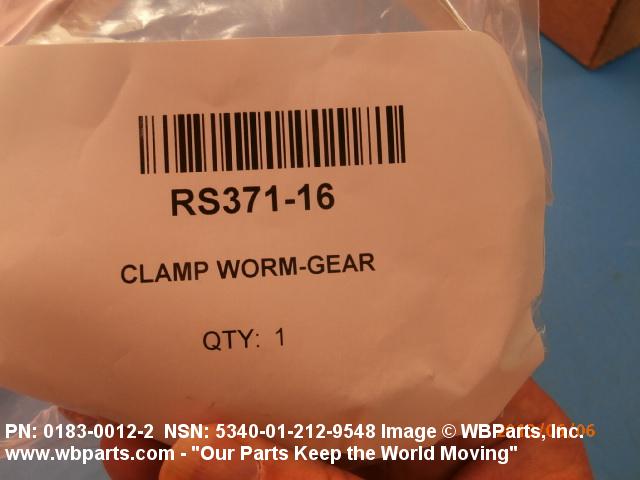 RS371-16
CLAMP WORM-GEAR
QTY: 1
PN: 0183-0012-2 NSN: 5340-01-212-9548 Image © WBParts, Inc.
www.wbparts.com - "Our Parts Keep the World Moving"